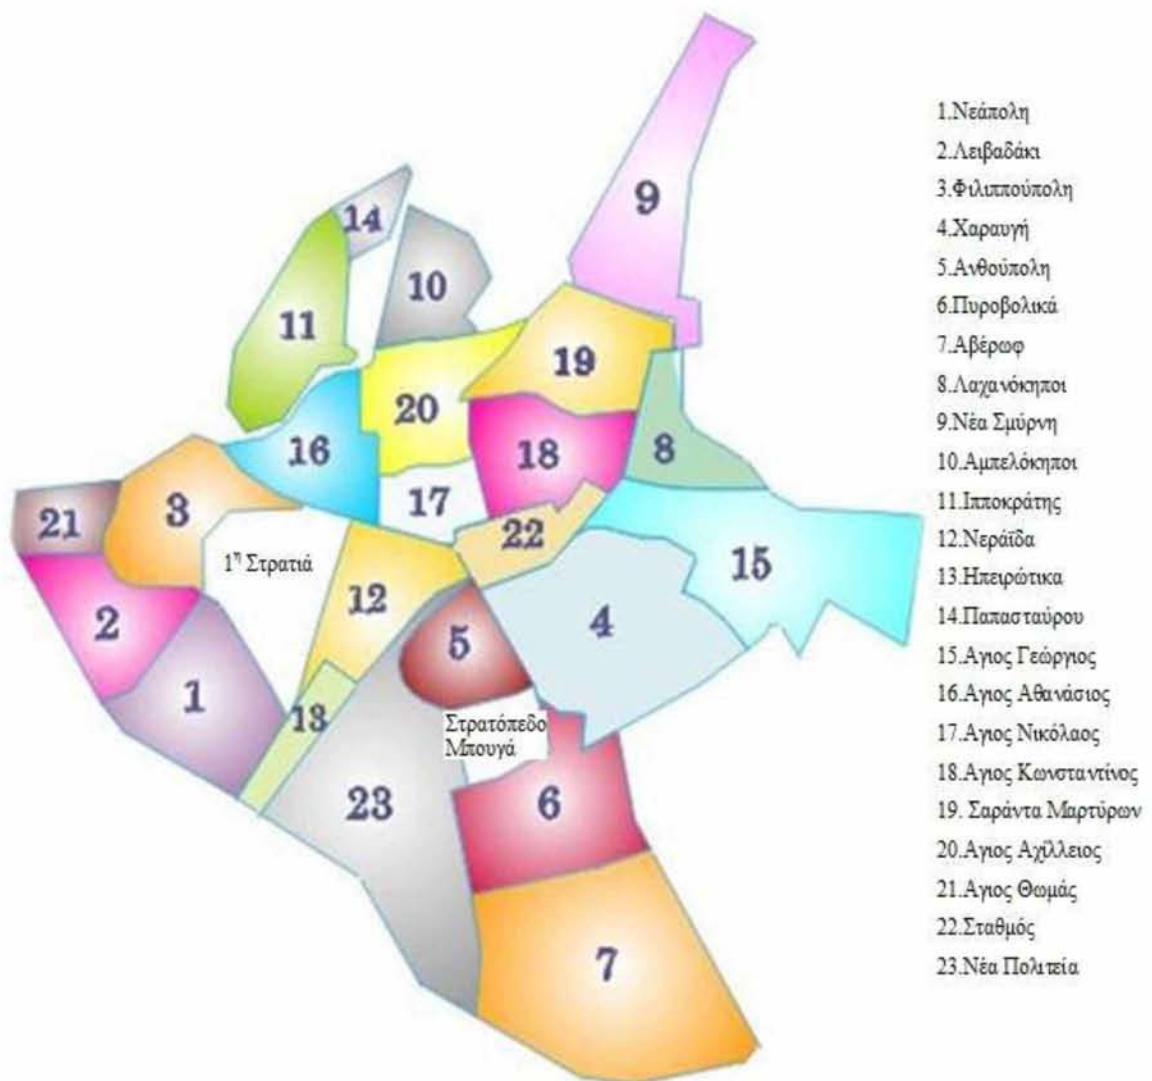 9
14
10
11
19
20
16
18
8
17
3
21
22
1η Στρατιά
15
12
2
4
5
1
13
Στρατόπεδο
Μπουγά
23
6
7
1.Νεάπολη
2.Λειβαδάκι
3.Φιλιππούπολη
4.Χαραυγή
5.Ανθούπολη
6.Πυροβολικά
7.Αβέρωφ
8.Λαχανόκηποι
9.Νέα Σμύρνη
10.Αμπελόκηποι
11.Ιπποκράτης
12.Νεράϊδα
13.Ηπειρώτικα
14.Παπασταύρου
15.Αγιος Γεώργιος
16.Αγιος Αθανάσιος
17.Αγιος Νικόλαος
18.Αγιος Κωνσταντίνος
19. Σαράντα Μαρτύρων
20.Αγιος Αχίλλειος
21.Αγιος Θωμάς
22.Σταθμός
23.Νέα Πολιτεία